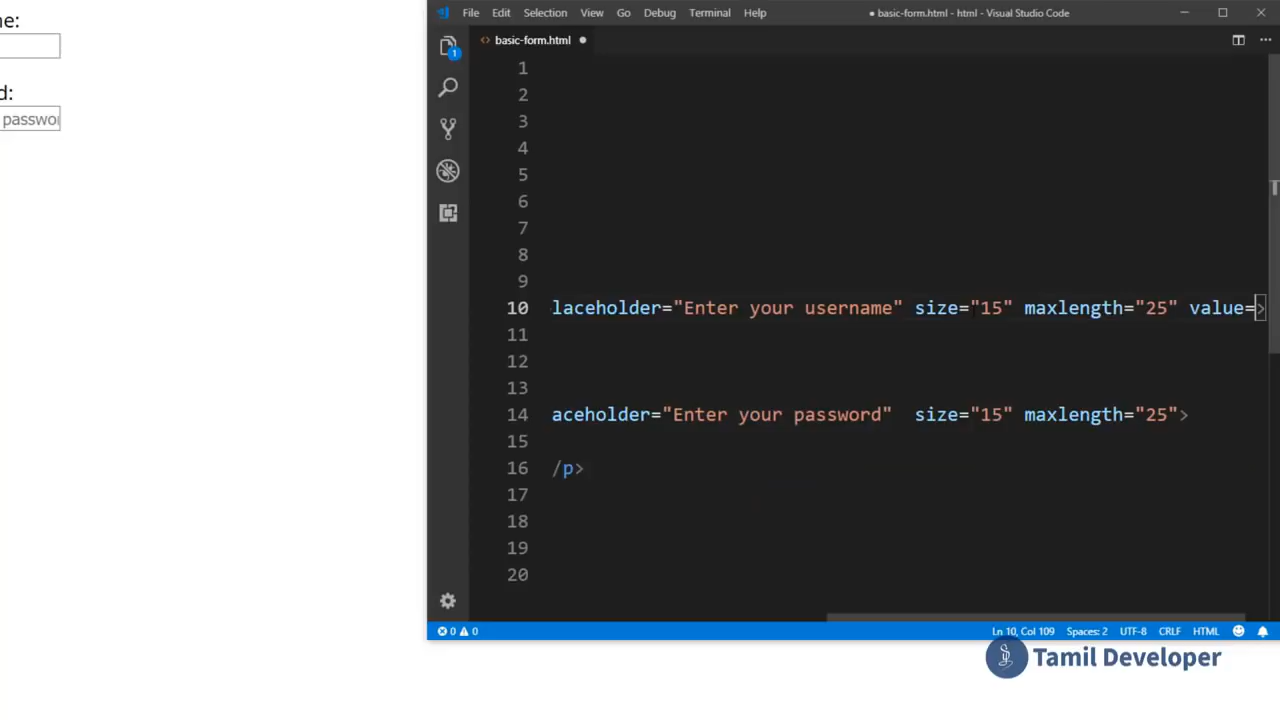 e:
d:
passwo
File Edit Selection View Go Debug Terminal Help
● basic-form.html - html - Visual Studio Code
<> basic-form.html ●
1
1
2
3
4
5
6
7
8
9
10 laceholder="Enter your username" size="15" maxlength="25" value=>
11
12
13
14 aceholder="Enter your password"  size="15" maxlength="25">
15
16 /p>
17
18
19
20
0 0 Ln 10, Col 109 Spaces: 2 UTF-8 CRLF HTML
Tamil Developer